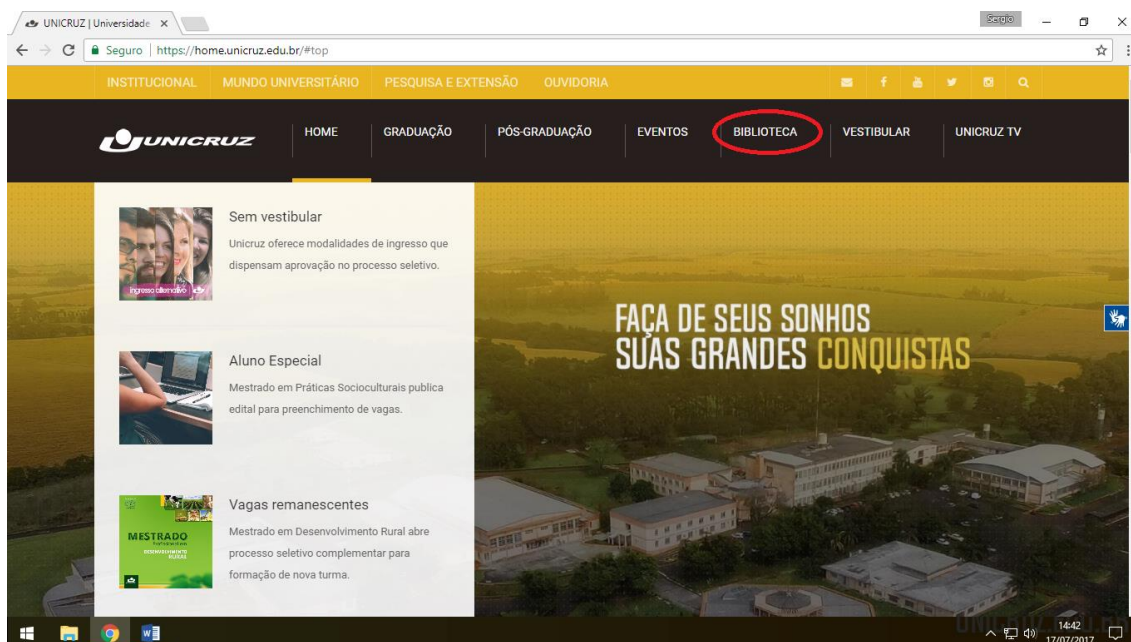 UNICRUZ | Universidade
Sergio
Seguro | https://home.unicruz.edu.br/#top
INSTITUCIONAL MUNDO UNIVERSITÁRIO PESQUISA E EXTENSÃO OUVIDORIA
UNICRUZ HOME GRADUAÇÃO PÓS-GRADUAÇÃO EVENTOS BIBLIOTECA VESTIBULAR UNICRUZ TV
Sem vestibular
Unicruz oferece modalidades de ingresso que
dispensam aprovação no processo seletivo.
ingresso alternativo
FAÇA DE SEUS SONHOS
SUAS GRANDES CONQUISTAS
Aluno Especial
Mestrado em Práticas Socioculturais publica
edital para preenchimento de vagas.
Vagas remanescentes
Mestrado em Desenvolvimento Rural abre
processo seletivo complementar para
formação de nova turma.
MESTRADO
14:42
17/07/2017